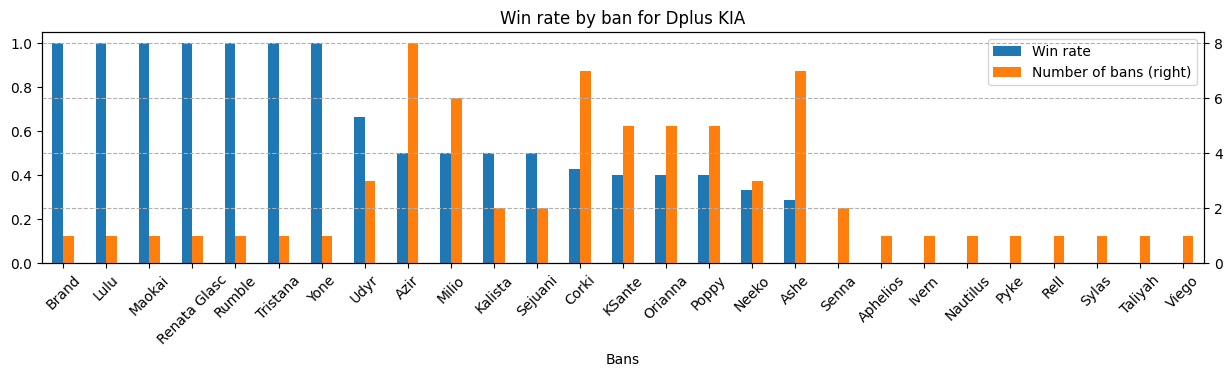 Win rate by ban for Dplus KIA
Win rate
Number of bans (right)
1.0
0.8
0.6
0.4
0.2
0.0
8
6
4
2
0
Brand
Lulu
Maokai
Renata Glasc
Rumble
Tristana
Yone
Udyr
Azir
Milio
Kalista
Sejuani
Corki
KSante
Orianna
Poppy
Neeko
Ashe
Senna
Aphelios
Ivern
Nautilus
Pyke
Rell
Sylas
Taliyah
Viego
Bans